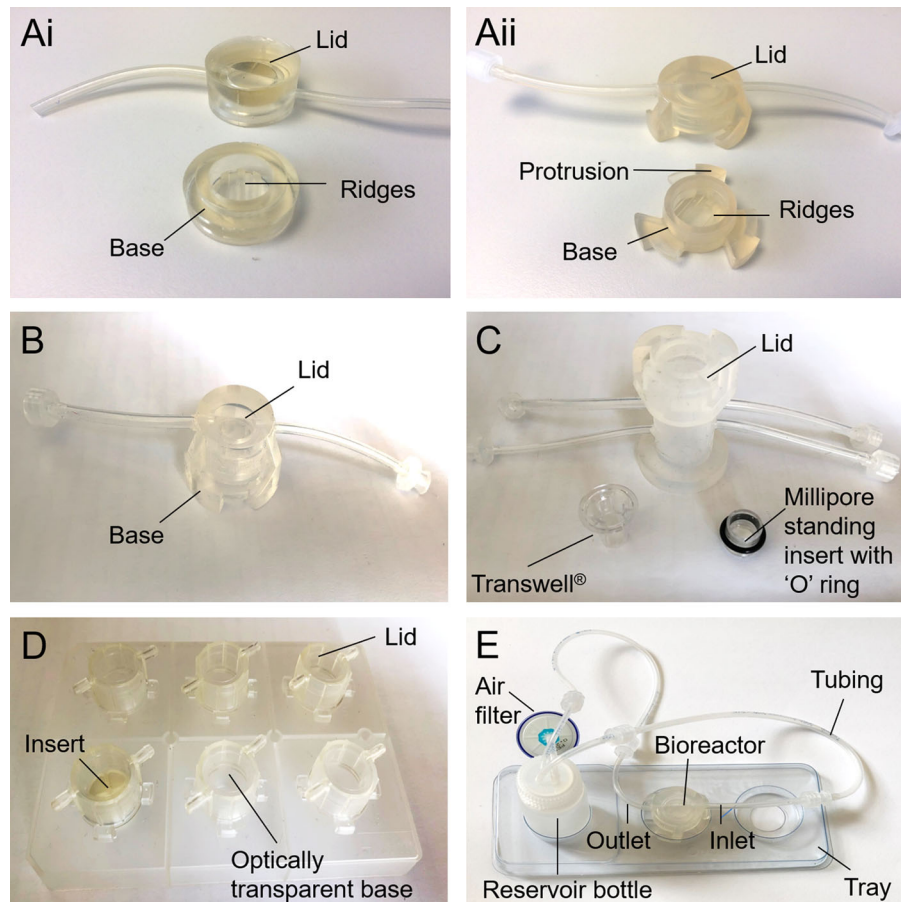 Ai
Lid
Ridges
Base
Aii
Lid
Protrusion
Ridges
Base
B
Lid
Base
C
Lid
Transwell®
Millipore
standing
insert with
‘O’ ring
D
Lid
Insert
Optically
transparent base
E
Air
filter
Tubing
Bioreactor
Outlet
Inlet
Reservoir bottle
Tray